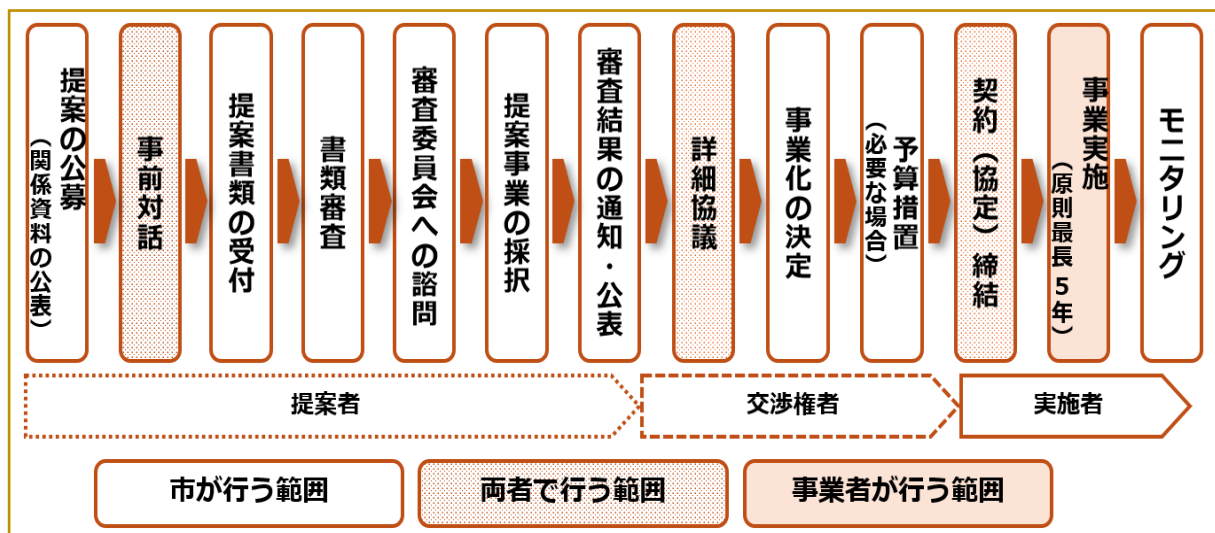 提案の公募
（関係資料の公表）
事前対話
提案書類の受付
書類審査
審査委員会への諮問
提案事業の採択
審査結果の通知・公表
詳細協議
事業化の決定
予算措置
（必要な場合）
契約（協定）締結
事業実施
（原則最長5年）
モニタリング
提案者
交渉権者
実施者
市が行う範囲
両者で行う範囲
事業者が行う範囲